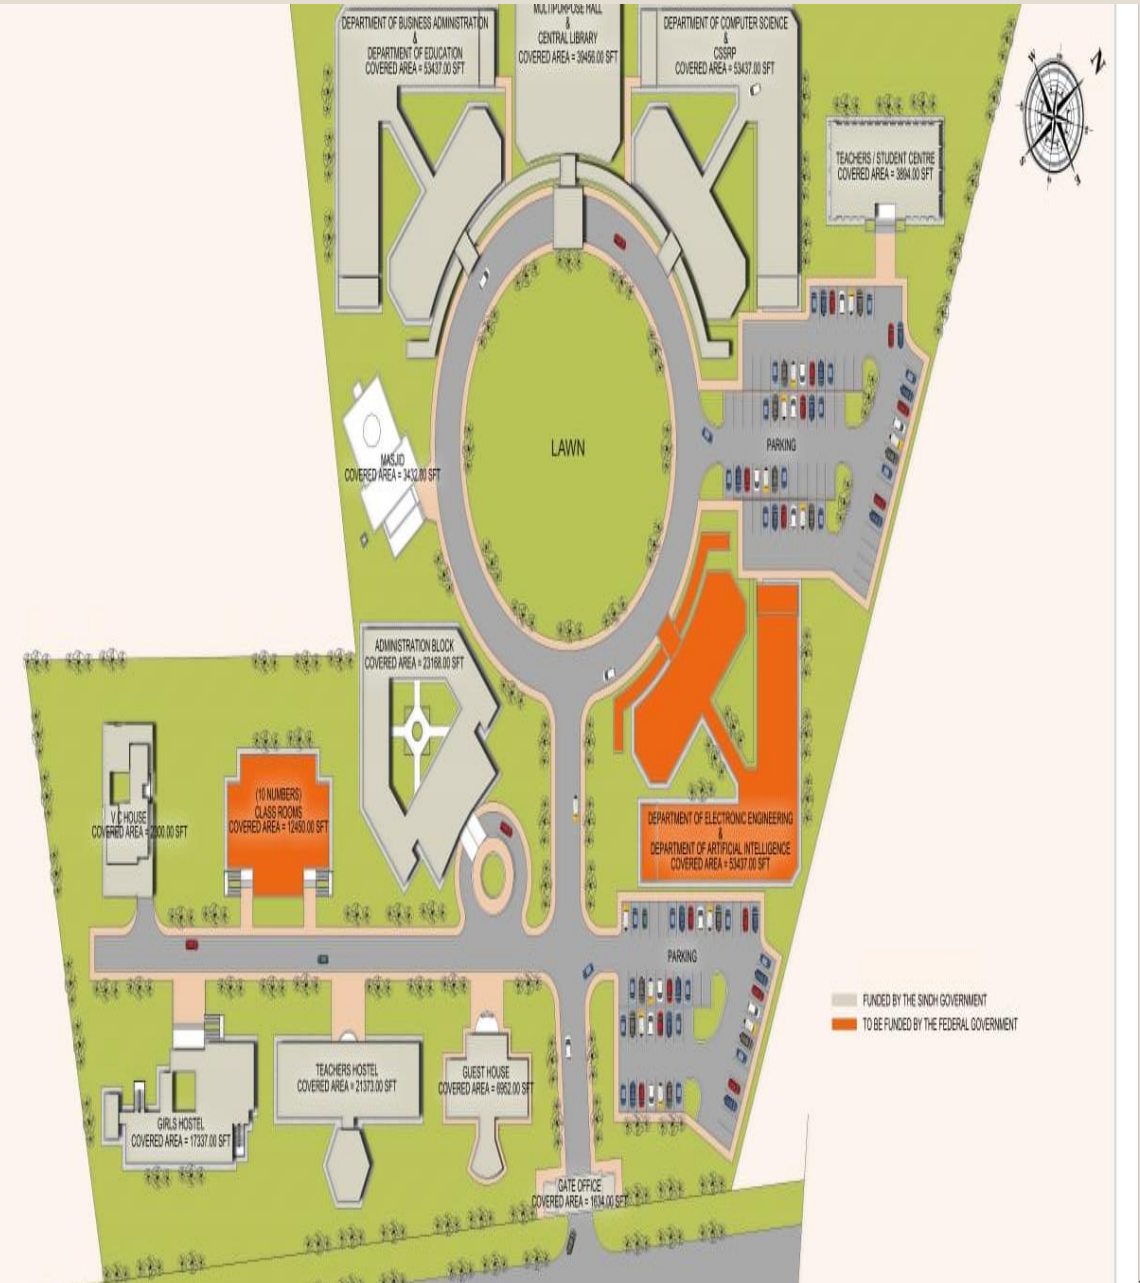 DEPARTMENT OF BUSINESS ADMINISTRATION
&
DEPARTMENT OF EDUCATION
COVERED AREA = 53437.00 SFT
MULTIPURPOSE HALL
&
CENTRAL LIBRARY
COVERED AREA = 39456.00 SFT
DEPARTMENT OF COMPUTER SCIENCE
&
CSSRP
COVERED AREA = 53437.00 SFT
N
TEACHERS / STUDENT CENTRE
COVERED AREA = 3894.00 SFT
LAWN
PARKING
MASJID
COVERED AREA = 3432.00 SFT
ADMINISTRATION BLOCK
COVERED AREA = 23168.00 SFT
V.C HOUSE
COVERED AREA = 2300.00 SFT
(10 NUMBERS)
CLASS ROOMS
COVERED AREA = 12450.00 SFT
DEPARTMENT OF ELECTRONIC ENGINEERING
&
DEPARTMENT OF ARTIFICIAL INTELLIGENCE
COVERED AREA = 53437.00 SFT
PARKING
FUNDED BY THE SINDH GOVERNMENT
TO BE FUNDED BY THE FEDERAL GOVERNMENT
GIRLS HOSTEL
COVERED AREA = 17337.00 SFT
TEACHERS HOSTEL
COVERED AREA = 21373.00 SFT
GUEST HOUSE
COVERED AREA = 6952.00 SFT
GATE OFFICE
COVERED AREA = 1634.00 SFT